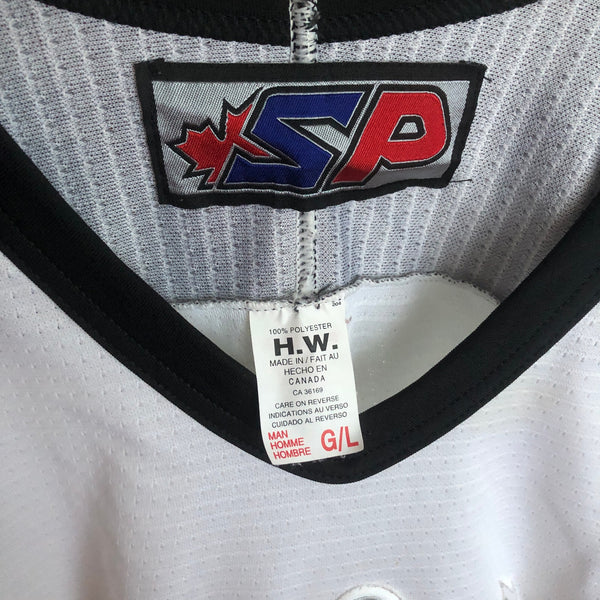 SP
100% POLYESTER
H.W.
MADE IN / FAIT AU
HECHO EN
CANADA
CA 36169
CARE ON REVERSE
INDICATIONS AU VERSO
CUIDADO AL REVERSO
MAN
HOMME
HOMBRE
G/L